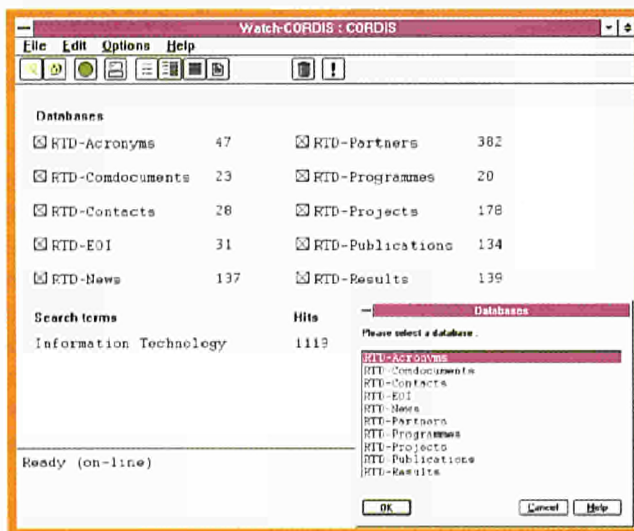 Watch-CORDIS : CORDIS
File Edit Options Help
Databases
RTD-Acronyms 47 RTD-Partners 382
RTD-Comdocuments 23 RTD-Programmes 20
RTD-Contacts 28 RTD-Projects 178
RTD-EOI 31 RTD-Publications 134
RTD-News 137 RTD-Results 139
Search terms Hits
Information Technology 1119
Ready (on-line)
Databases
Please select a database .
RTD-Acronyms
RTD-Comdocuments
RTD-Contacts
RTD-EOI
RTD-News
RTD-Partners
RTD-Programmes
RTD-Projects
RTD-Publications
RTD-Results
OK Cancel Help